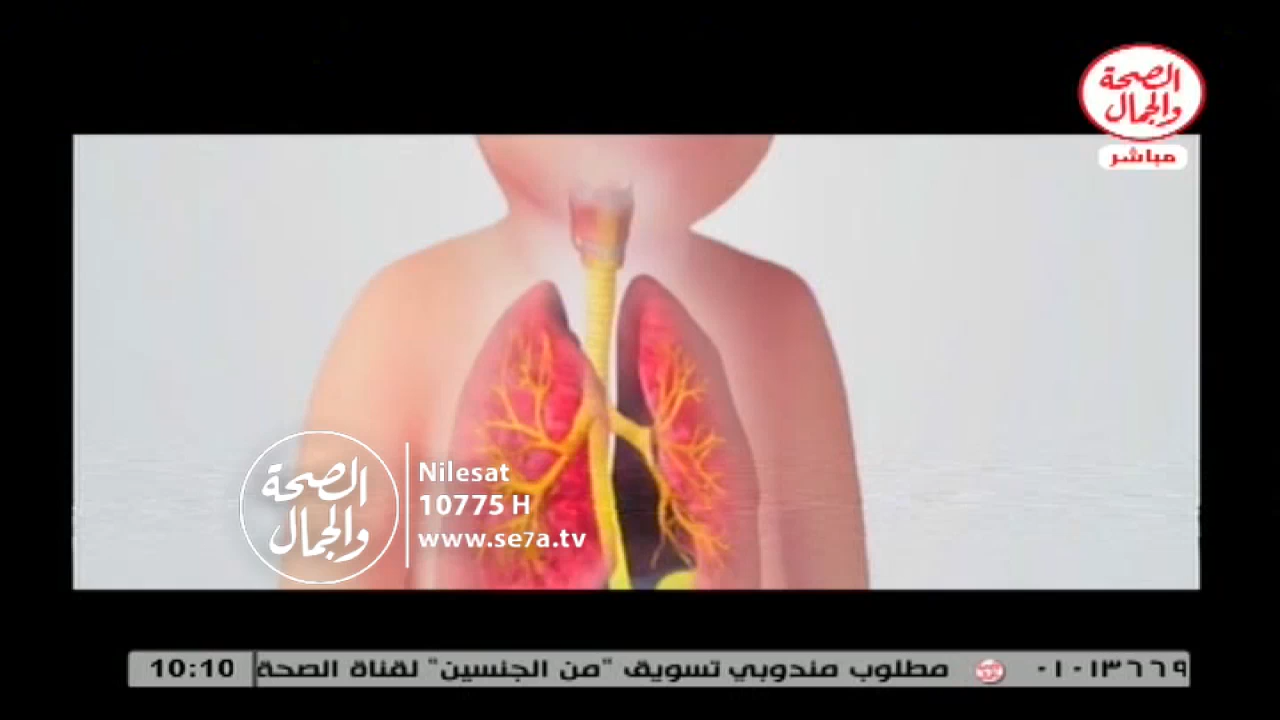 الصحة
والجمال
مباشر
الصحة
والجمال
Nilesat
10775 H
www.se7a.tv
٠١٠١٣٦٦٩
مطلوب مندوبي تسويق "من الجنسين" لقناة الصحة
10:10